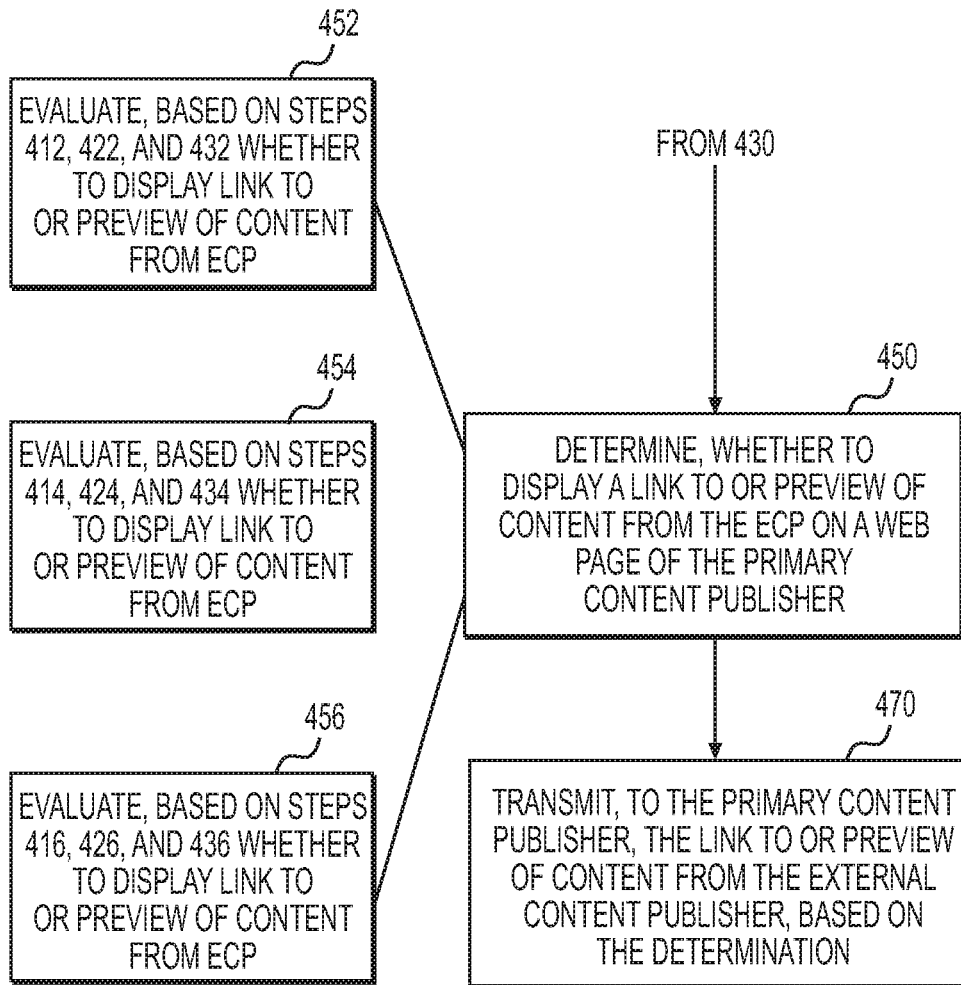 452
EVALUATE, BASED ON STEPS
412, 422, AND 432 WHETHER
TO DISPLAY LINK TO
OR PREVIEW OF CONTENT
FROM ECP
454
EVALUATE, BASED ON STEPS
414, 424, AND 434 WHETHER
TO DISPLAY LINK TO
OR PREVIEW OF CONTENT
FROM ECP
456
EVALUATE, BASED ON STEPS
416, 426, AND 436 WHETHER
TO DISPLAY LINK TO
OR PREVIEW OF CONTENT
FROM ECP
FROM 430
450
DETERMINE, WHETHER TO
DISPLAY A LINK TO OR PREVIEW OF
CONTENT FROM THE ECP ON A WEB
PAGE OF THE PRIMARY
CONTENT PUBLISHER
470
TRANSMIT, TO THE PRIMARY CONTENT
PUBLISHER, THE LINK TO OR PREVIEW
OF CONTENT FROM THE EXTERNAL
CONTENT PUBLISHER, BASED ON
THE DETERMINATION